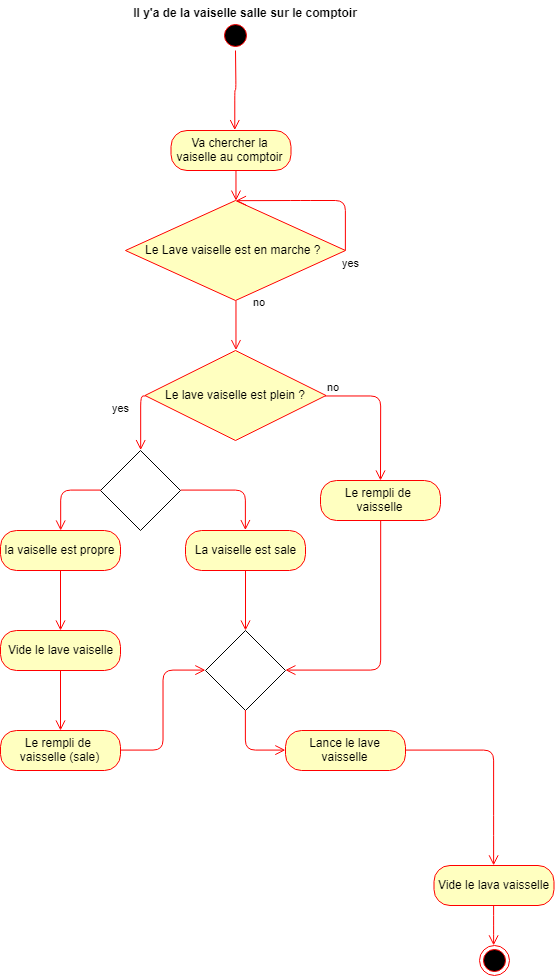 Il y'a de la vaiselle salle sur le comptoir
Va chercher la
vaiselle au comptoir
Le Lave vaiselle est en marche ?
yes
no
Le lave vaiselle est plein ?
no
yes
Le rempli de
vaisselle
la vaiselle est propre
La vaiselle est sale
Vide le lave vaiselle
Le rempli de
vaisselle (sale)
Lance le lave
vaisselle
Vide le lava vaisselle